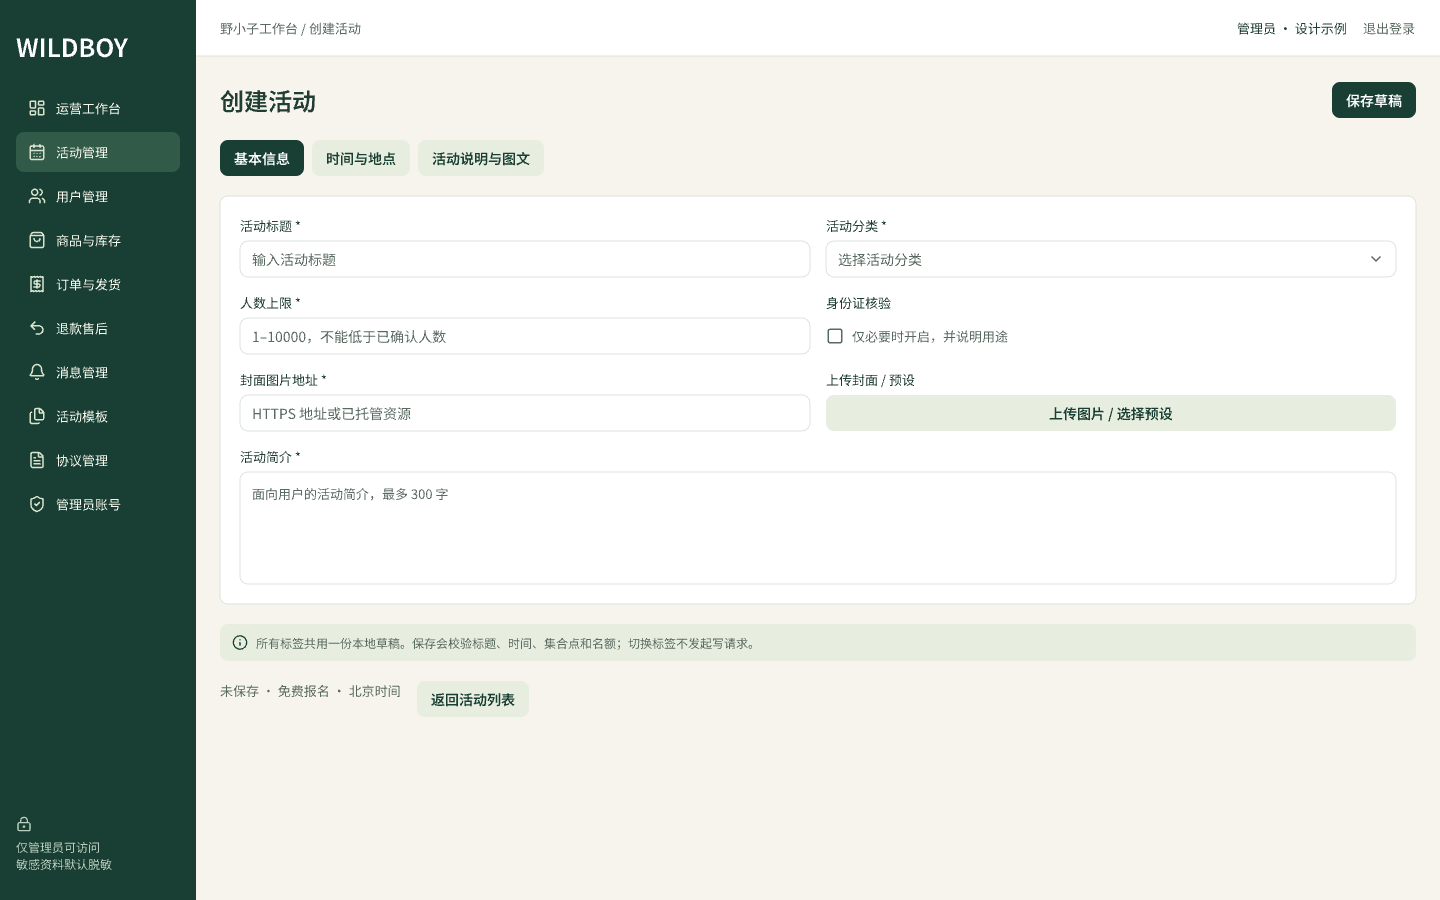 WILDBOY
运营工作台
活动管理
用户管理
商品与库存
订单与发货
退款售后
消息管理
活动模板
协议管理
管理员账号
仅管理员可访问
敏感资料默认脱敏
野小子工作台 / 创建活动
管理员 · 设计示例
退出登录
创建活动
保存草稿
基本信息
时间与地点
活动说明与图文
活动标题 *
输入活动标题
活动分类 *
选择活动分类
人数上限 *
1–10000，不能低于已确认人数
身份证核验
仅必要时开启，并说明用途
封面图片地址 *
HTTPS 地址或已托管资源
上传封面 / 预设
上传图片 / 选择预设
活动简介 *
面向用户的活动简介，最多 300 字
所有标签共用一份本地草稿。保存会校验标题、时间、集合点和名额；切换标签不发起写请求。
未保存 · 免费报名 · 北京时间
返回活动列表